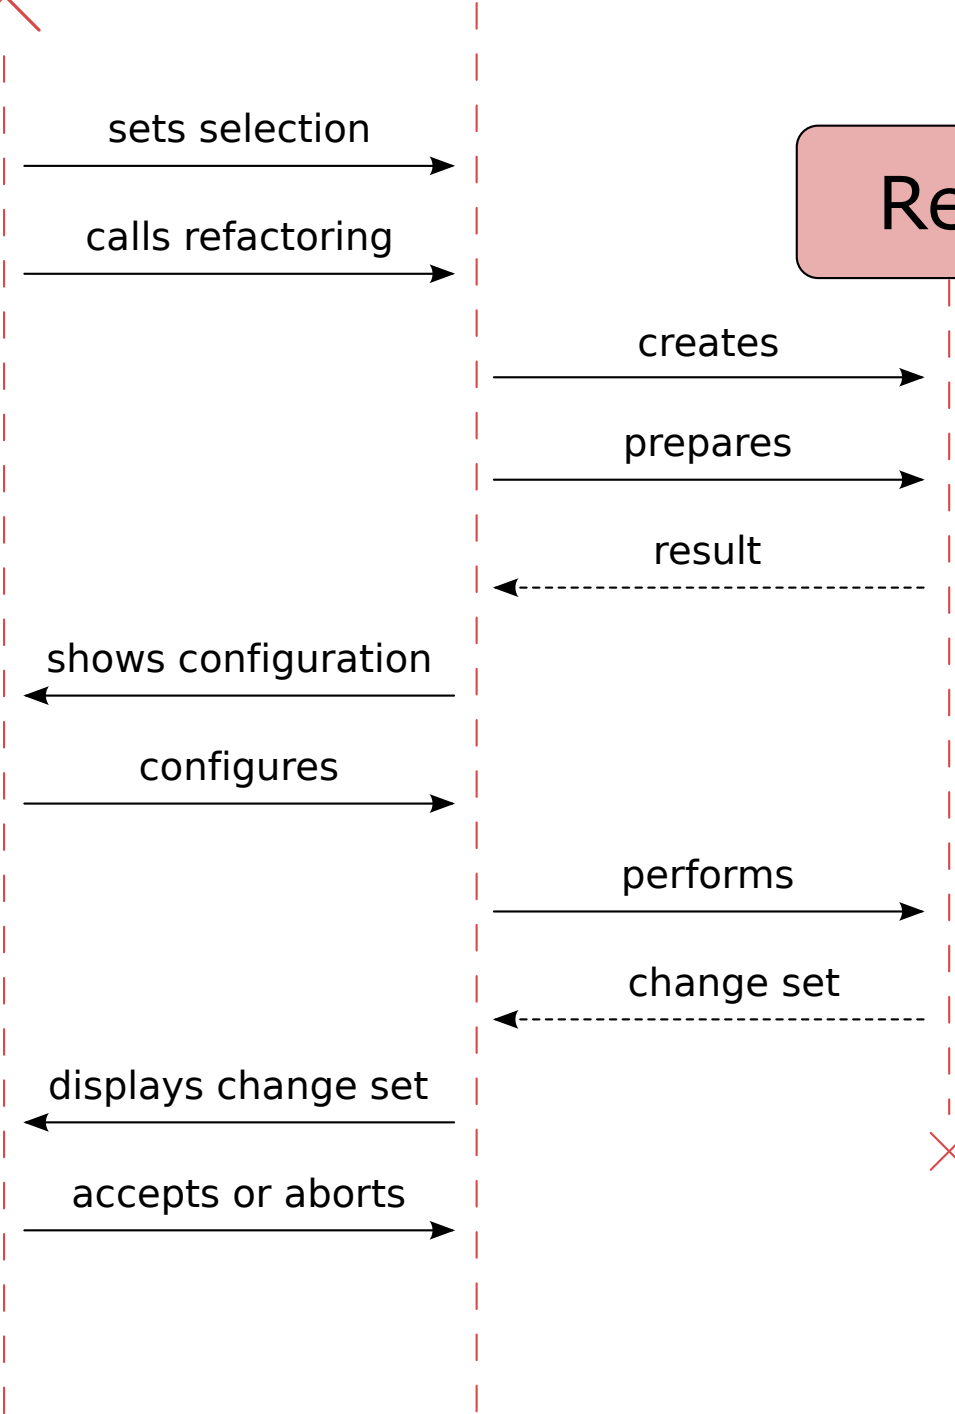 sets selection
calls refactoring
Re
creates
prepares
result
shows configuration
configures
performs
change set
displays change set
accepts or aborts